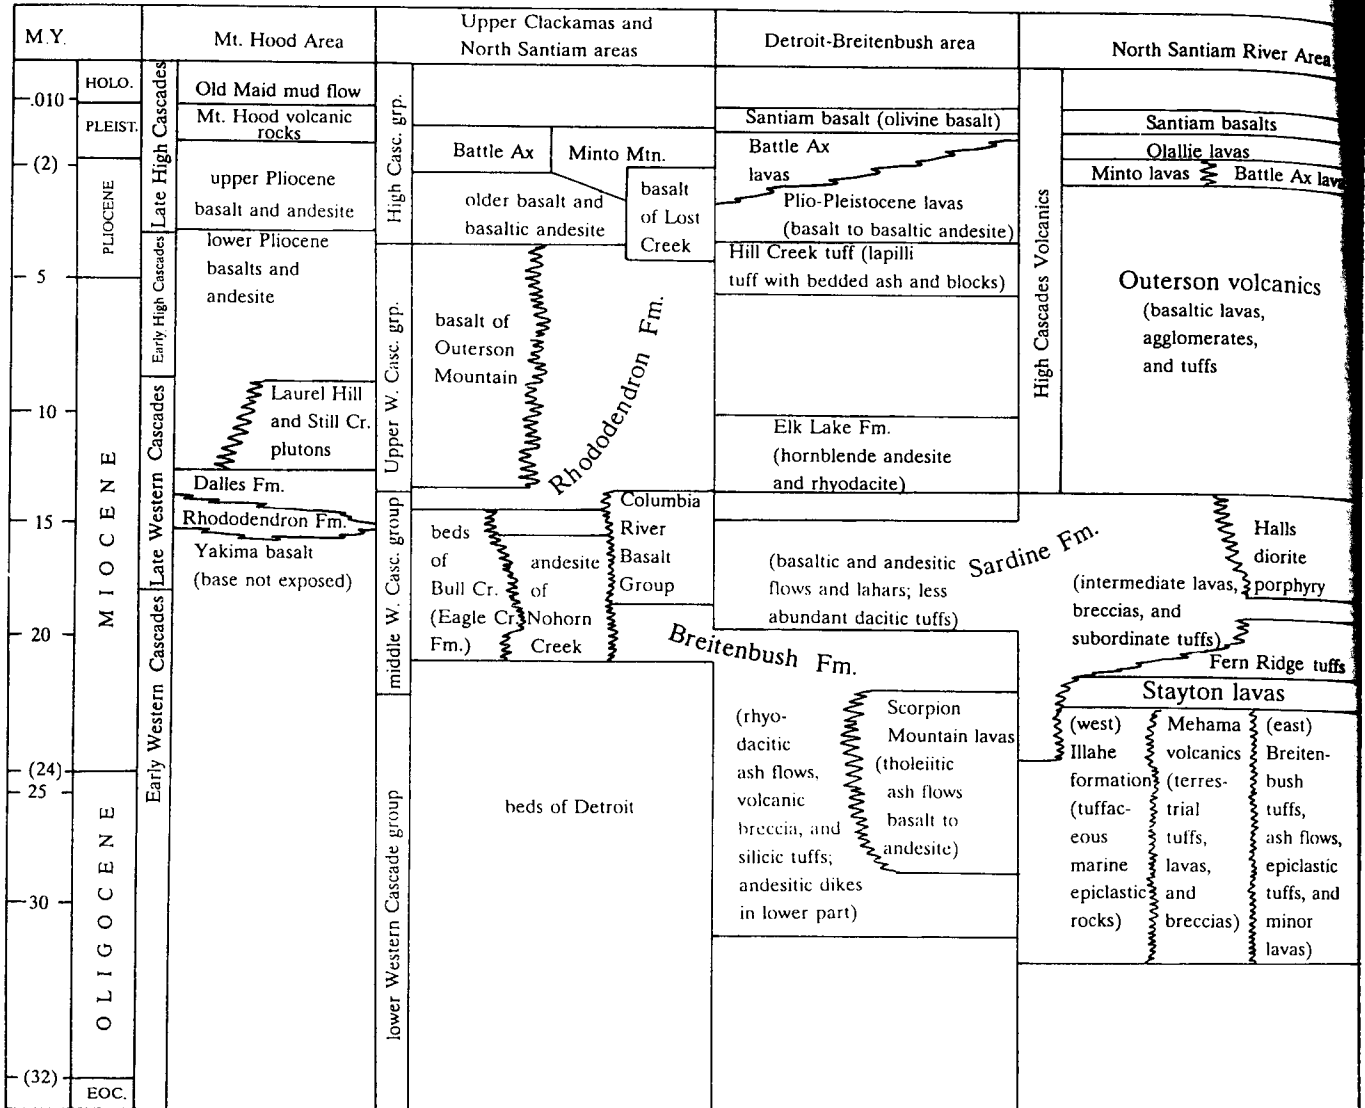 M.Y.
Mt. Hood Area
Upper Clackamas and
North Santiam areas
Detroit-Breitenbush area
North Santiam River Area
.010
(2)
5
10
15
20
(24)
25
30
(32)
HOLO.
PLEIST.
PLIOCENE
MIOCENE
OLIGOCENE
EOC.
Late High Cascades
Early High Cascades
Late Western Cascades
Early Western Cascades
Old Maid mud flow
Mt. Hood volcanic
rocks
upper Pliocene
basalt and andesite
lower Pliocene
basalts and
andesite
Laurel Hill
and Still Cr.
plutons
Dalles Fm.
Rhododendron Fm.
Yakima basalt
(base not exposed)
High Casc. grp.
Upper W. Casc. grp.
middle W. Casc. group
lower Western Cascade group
Battle Ax
Minto Mtn.
older basalt and
basaltic andesite
basalt
of Lost
Creek
basalt of
Outerson
Mountain
Rhododendron Fm.
beds
of
Bull Cr.
(Eagle Cr.
Fm.)
andesite
of
Nohorn
Creek
Columbia
River
Basalt
Group
Breitenbush Fm.
beds of Detroit
Santiam basalt (olivine basalt)
Battle Ax
lavas
Plio-Pleistocene lavas
(basalt to basaltic andesite)
Hill Creek tuff (lapilli
tuff with bedded ash and blocks)
Elk Lake Fm.
(hornblende andesite
and rhyodacite)
(basaltic and andesitic
flows and lahars; less
abundant dacitic tuffs)
Sardine Fm.
(rhyo-
dacitic
ash flows,
volcanic
breccia, and
silicic tuffs;
andesitic dikes
in lower part)
Scorpion
Mountain lavas
(tholeiitic
ash flows
basalt to
andesite)
High Cascades Volcanics
Santiam basalts
Olallie lavas
Minto lavas
Battle Ax lava
Outerson volcanics
(basaltic lavas,
agglomerates,
and tuffs
(intermediate lavas,
breccias, and
subordinate tuffs)
Halls
diorite
porphyry
Fern Ridge tuffs
Stayton lavas
(west)
Illahe
formation
(tuffac-
eous
marine
epiclastic
rocks)
Mehama
volcanics
(terres-
trial
tuffs,
lavas,
and
breccias)
(east)
Breiten-
bush
tuffs,
ash flows,
epiclastic
tuffs, and
minor
lavas)